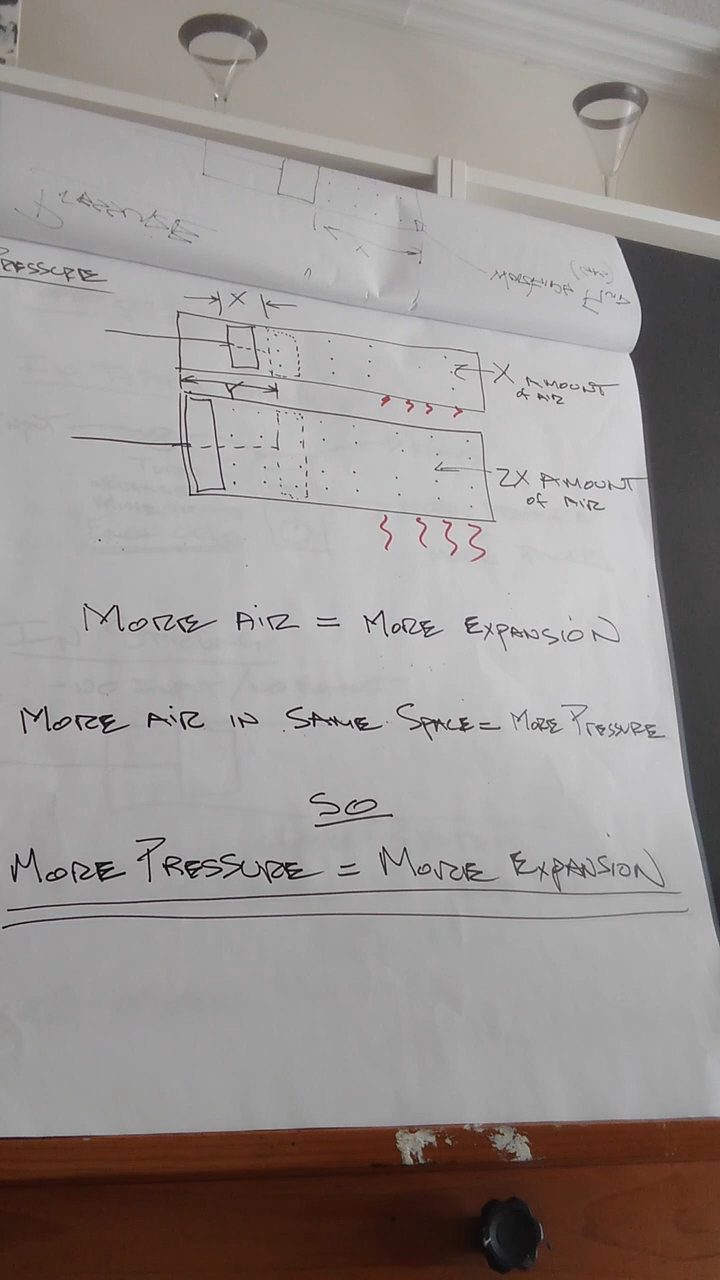 PRESSURE
X
X AMOUNT
of AIR
Y
2X AMOUNT
of AIR
MORE AIR = MORE EXPANSION
MORE AIR IN SAME SPACE = MORE PRESSURE
SO
MORE PRESSURE = MORE EXPANSION